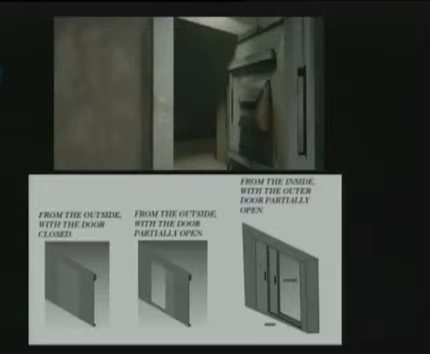 FROM THE INSIDE,
WITH THE OUTER
DOOR PARTIALLY
OPEN.
FROM THE OUTSIDE,
WITH THE DOOR
CLOSED.
FROM THE OUTSIDE,
WITH THE DOOR
PARTIALLY OPEN.